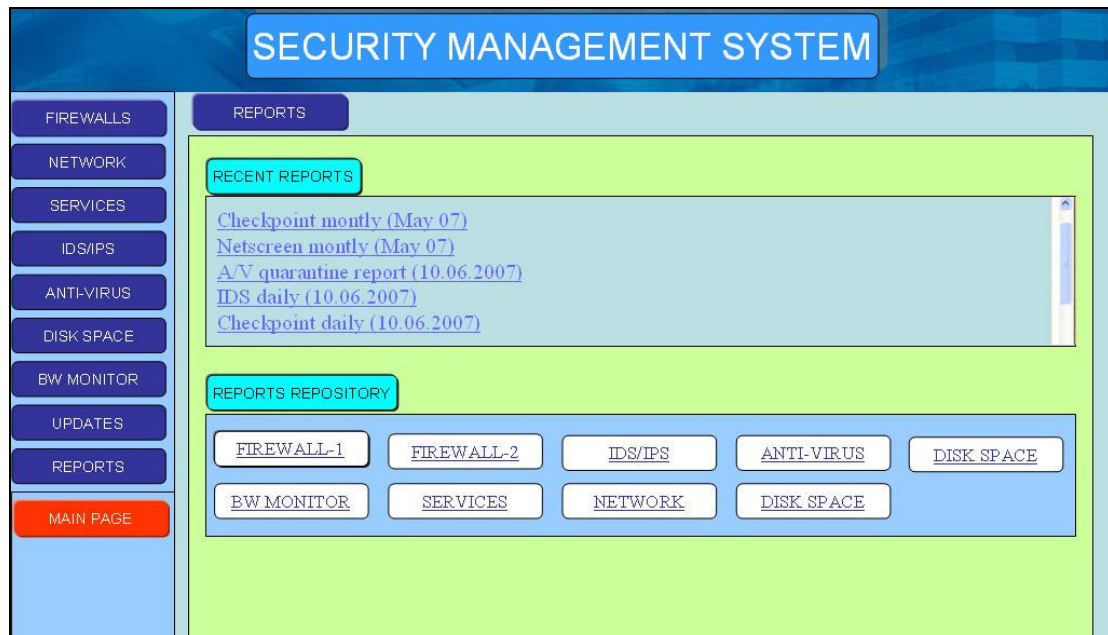 SECURITY MANAGEMENT SYSTEM
FIREWALLS
NETWORK
SERVICES
IDS/IPS
ANTI-VIRUS
DISK SPACE
BW MONITOR
UPDATES
REPORTS
MAIN PAGE
REPORTS
RECENT REPORTS
Checkpoint montly (May 07)
Netscreen montly (May 07)
A/V quarantine report (10.06.2007)
IDS daily (10.06.2007)
Checkpoint daily (10.06.2007)
REPORTS REPOSITORY
FIREWALL-1 FIREWALL-2 IDS/IPS ANTI-VIRUS DISK SPACE
BW MONITOR SERVICES NETWORK DISK SPACE